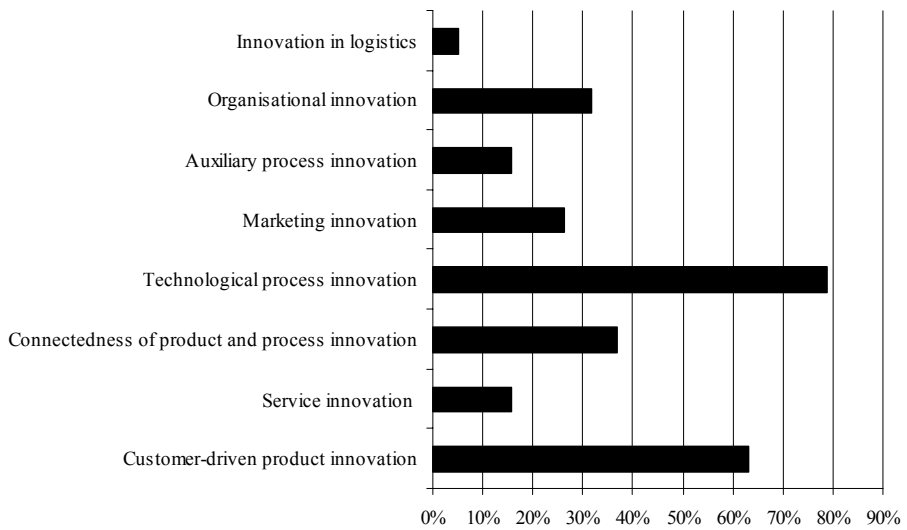 Innovation in logistics
Organisational innovation
Auxiliary process innovation
Marketing innovation
Technological process innovation
Connectedness of product and process innovation
Service innovation
Customer-driven product innovation
0% 10% 20% 30% 40% 50% 60% 70% 80% 90%